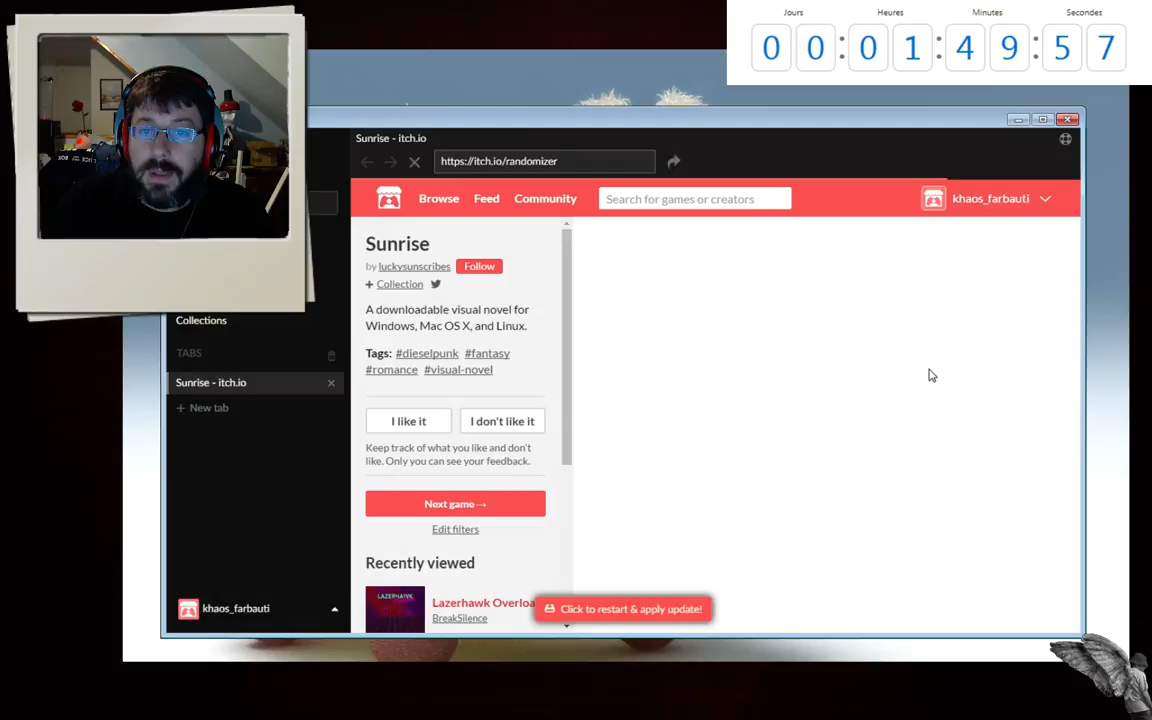 Jours Heures Minutes Secondes
0 0 : 0 1 : 4 9 : 5 7
Sunrise - itch.io
https://itch.io/randomizer
Browse Feed Community Search for games or creators khaos_farbauti
Sunrise
by luckysunscribes Follow
+ Collection
A downloadable visual novel for
Windows, Mac OS X, and Linux.
Tags: #dieselpunk #fantasy
#romance #visual-novel
I like it I don't like it
Keep track of what you like and don't
like. Only you can see your feedback.
Next game →
Edit filters
Recently viewed
LAZERHAWK
Lazerhawk Overloa
BreakSilence
Click to restart & apply update!
Collections
TABS
Sunrise - itch.io
+ New tab
khaos_farbauti